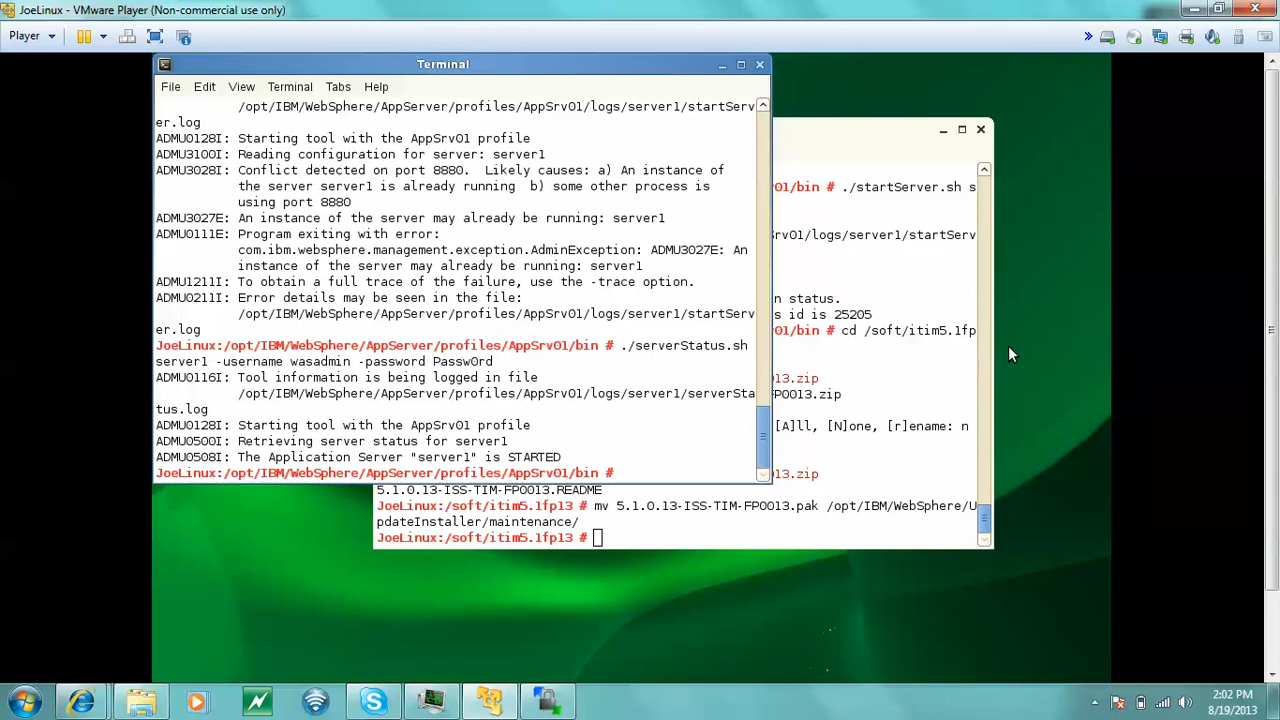 JoeLinux - VMware Player (Non-commercial use only)
Player
Terminal
File Edit View Terminal Tabs Help
/opt/IBM/WebSphere/AppServer/profiles/AppSrv01/logs/server1/startServ
er.log
ADMU0128I: Starting tool with the AppSrv01 profile
ADMU3100I: Reading configuration for server: server1
ADMU3028I: Conflict detected on port 8880.  Likely causes: a) An instance of
the server server1 is already running  b) some other process is
using port 8880
ADMU3027E: An instance of the server may already be running: server1
ADMU0111E: Program exiting with error:
com.ibm.websphere.management.exception.AdminException: ADMU3027E: An
instance of the server may already be running: server1
ADMU1211I: To obtain a full trace of the failure, use the -trace option.
ADMU0211I: Error details may be seen in the file:
/opt/IBM/WebSphere/AppServer/profiles/AppSrv01/logs/server1/startServ
er.log
JoeLinux:/opt/IBM/WebSphere/AppServer/profiles/AppSrv01/bin # ./serverStatus.sh
server1 -username wasadmin -password Passw0rd
ADMU0116I: Tool information is being logged in file
/opt/IBM/WebSphere/AppServer/profiles/AppSrv01/logs/server1/serverSta
tus.log
ADMU0128I: Starting tool with the AppSrv01 profile
ADMU0500I: Retrieving server status for server1
ADMU0508I: The Application Server "server1" is STARTED
JoeLinux:/opt/IBM/WebSphere/AppServer/profiles/AppSrv01/bin #
01/bin # ./startServer.sh s
rv01/logs/server1/startServ
n status.
s id is 25205
01/bin # cd /soft/itim5.1fp
13.zip
FP0013.zip
[A]ll, [N]one, [r]ename: n
13.zip
5.1.0.13-ISS-TIM-FP0013.README
JoeLinux:/soft/itim5.1fp13 # mv 5.1.0.13-ISS-TIM-FP0013.pak /opt/IBM/WebSphere/U
pdateInstaller/maintenance/
JoeLinux:/soft/itim5.1fp13 #
2:02 PM
8/19/2013